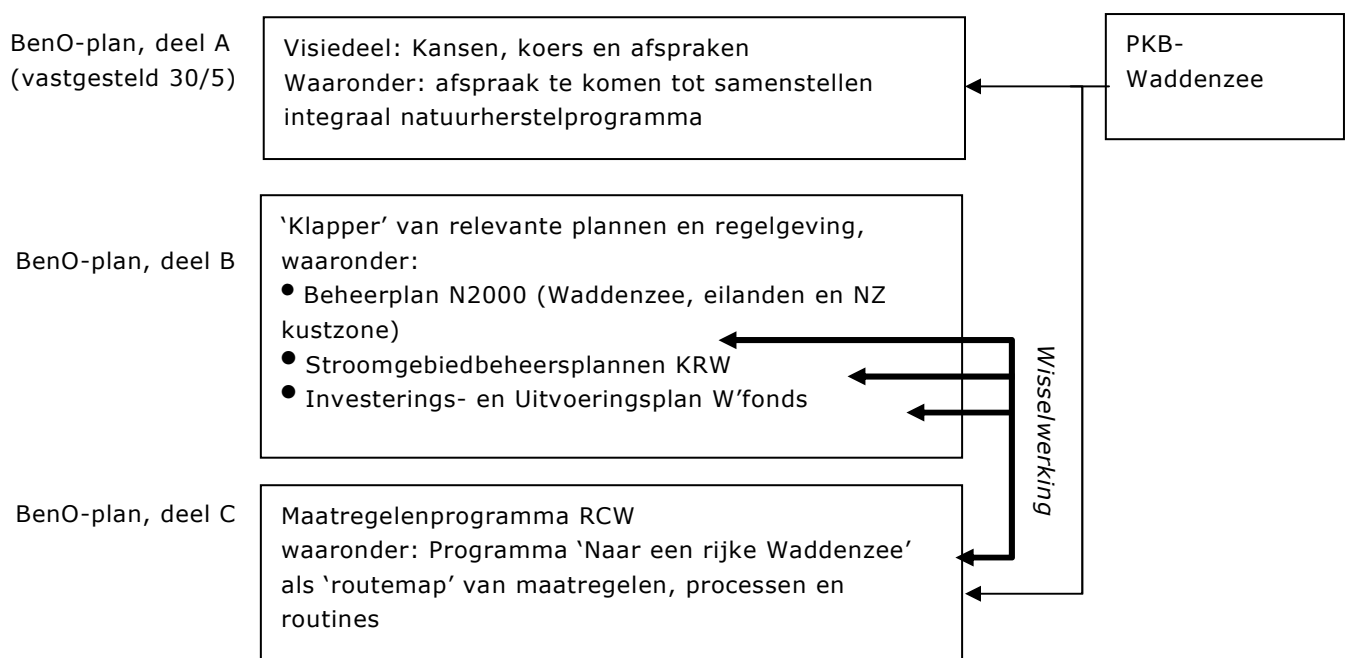 BenO-plan, deel A
(vastgesteld 30/5)
Visiedeel: Kansen, koers en afspraken
Waaronder: afspraak te komen tot samenstellen
integraal natuurherstelprogramma
PKB-
Waddenzee
BenO-plan, deel B
‘Klapper’ van relevante plannen en regelgeving,
waaronder:
• Beheerplan N2000 (Waddenzee, eilanden en NZ
kustzone)
• Stroomgebiedbeheersplannen KRW
• Investerings- en Uitvoeringsplan W’fonds
Wisselwerking
BenO-plan, deel C
Maatregelenprogramma RCW
waaronder: Programma ‘Naar een rijke Waddenzee’
als ‘routemap’ van maatregelen, processen en
routines